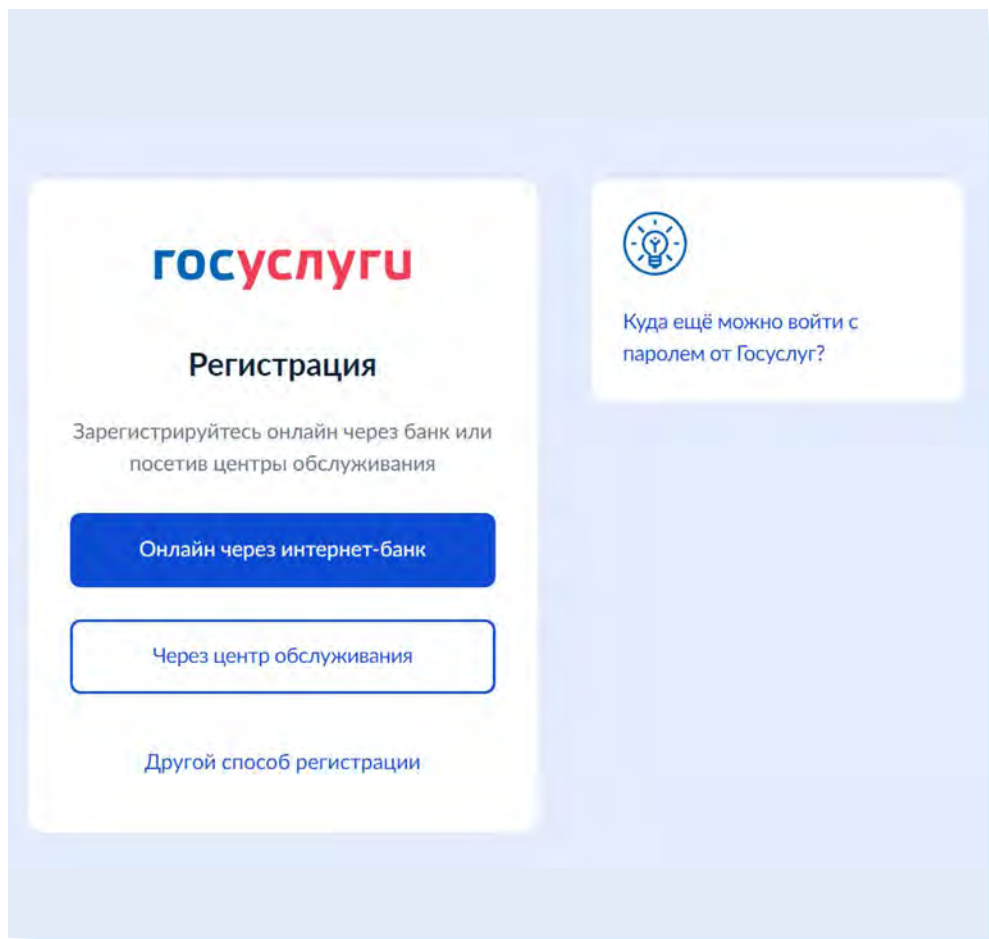 госуслуги
Регистрация
Зарегистрируйтесь онлайн через банк или
посетив центры обслуживания
Онлайн через интернет-банк
Через центр обслуживания
Другой способ регистрации
Куда ещё можно войти с
паролем от Госуслуг?